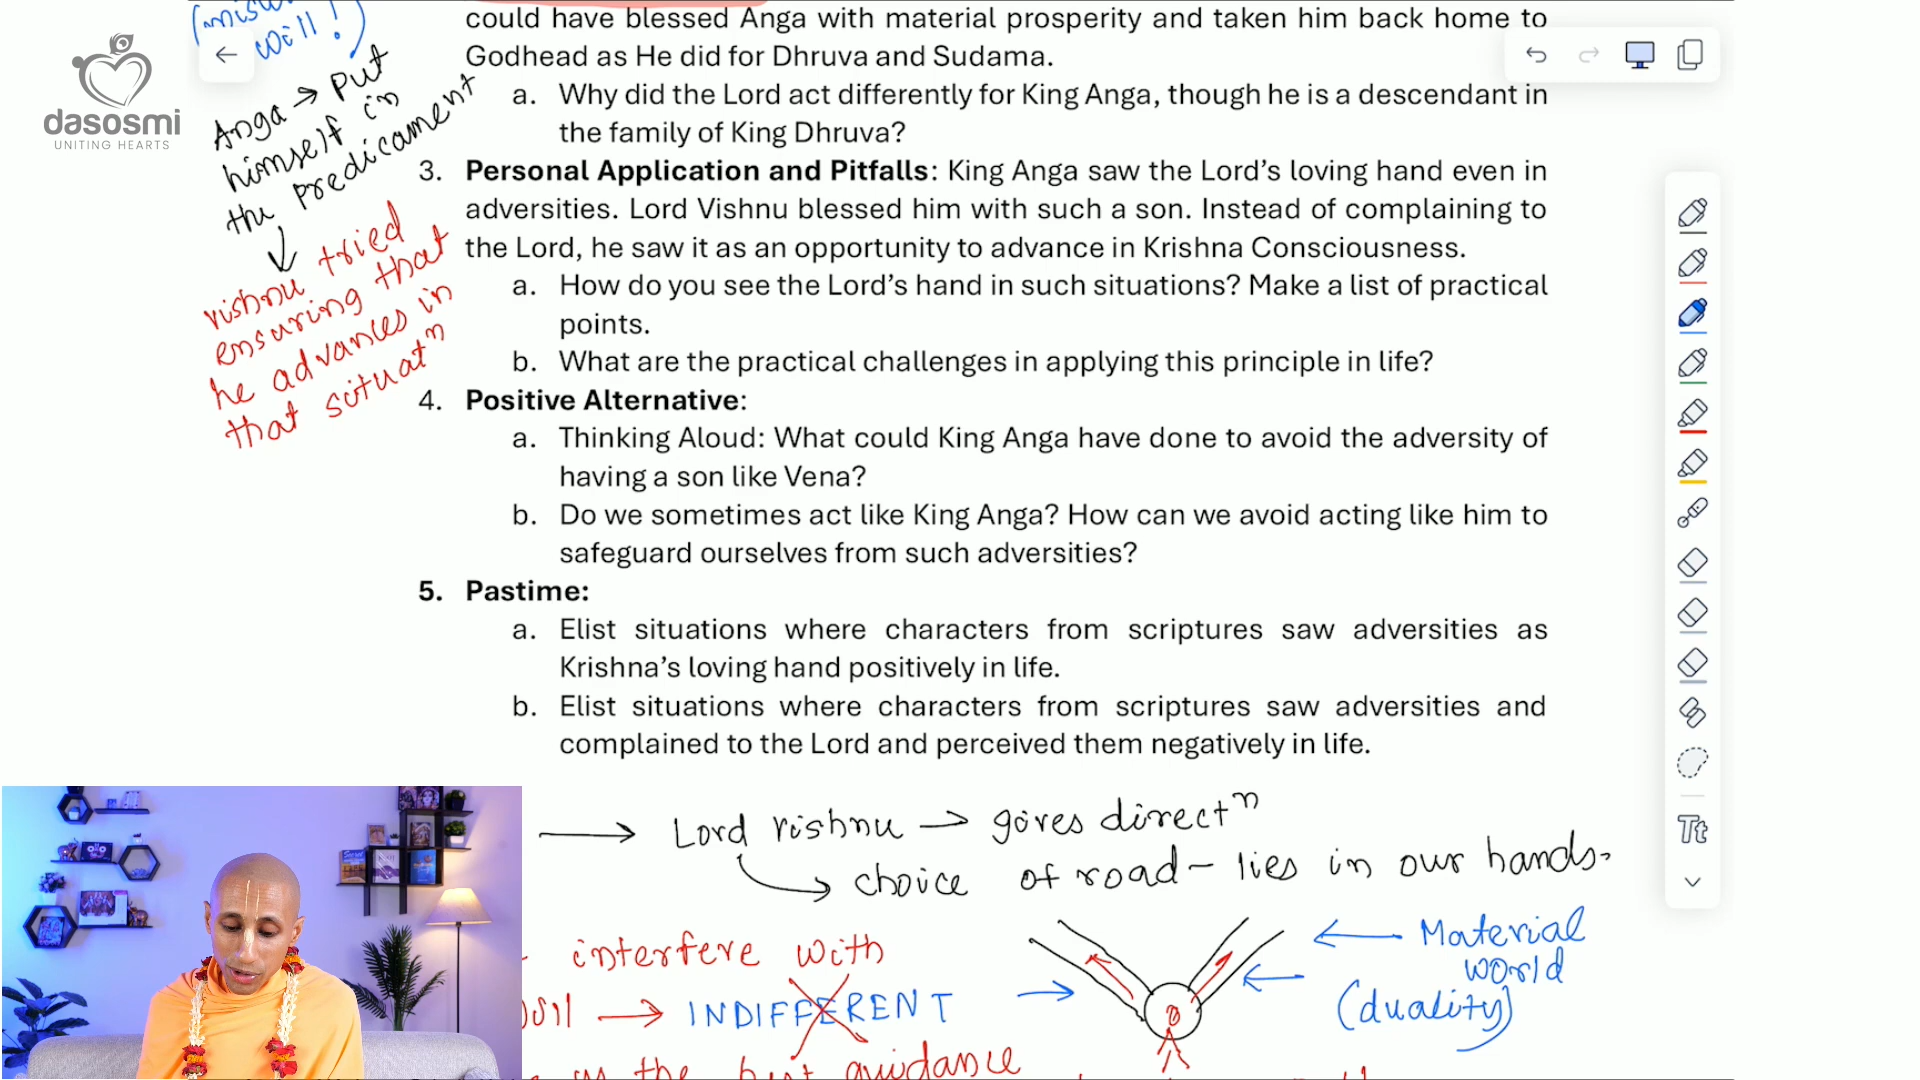 (misuse
will!)
dasosmi
UNITING HEARTS
Anga → Put
himself in
the predicament
↓
Vishnu tried
ensuring that
he advances in
that situatⁿ
could have blessed Anga with material prosperity and taken him back home to
Godhead as He did for Dhruva and Sudama.
a. Why did the Lord act differently for King Anga, though he is a descendant in
the family of King Dhruva?
3. Personal Application and Pitfalls: King Anga saw the Lord’s loving hand even in
adversities. Lord Vishnu blessed him with such a son. Instead of complaining to
the Lord, he saw it as an opportunity to advance in Krishna Consciousness.
a. How do you see the Lord’s hand in such situations? Make a list of practical
points.
b. What are the practical challenges in applying this principle in life?
4. Positive Alternative:
a. Thinking Aloud: What could King Anga have done to avoid the adversity of
having a son like Vena?
b. Do we sometimes act like King Anga? How can we avoid acting like him to
safeguard ourselves from such adversities?
5. Pastime:
a. Elist situations where characters from scriptures saw adversities as
Krishna’s loving hand positively in life.
b. Elist situations where characters from scriptures saw adversities and
complained to the Lord and perceived them negatively in life.
→ Lord Vishnu → gives directⁿ
→ choice of road – lies in our hands.
interfere with
→ INDIFFERENT
the best guidance
← Material
world
(duality)
Tt